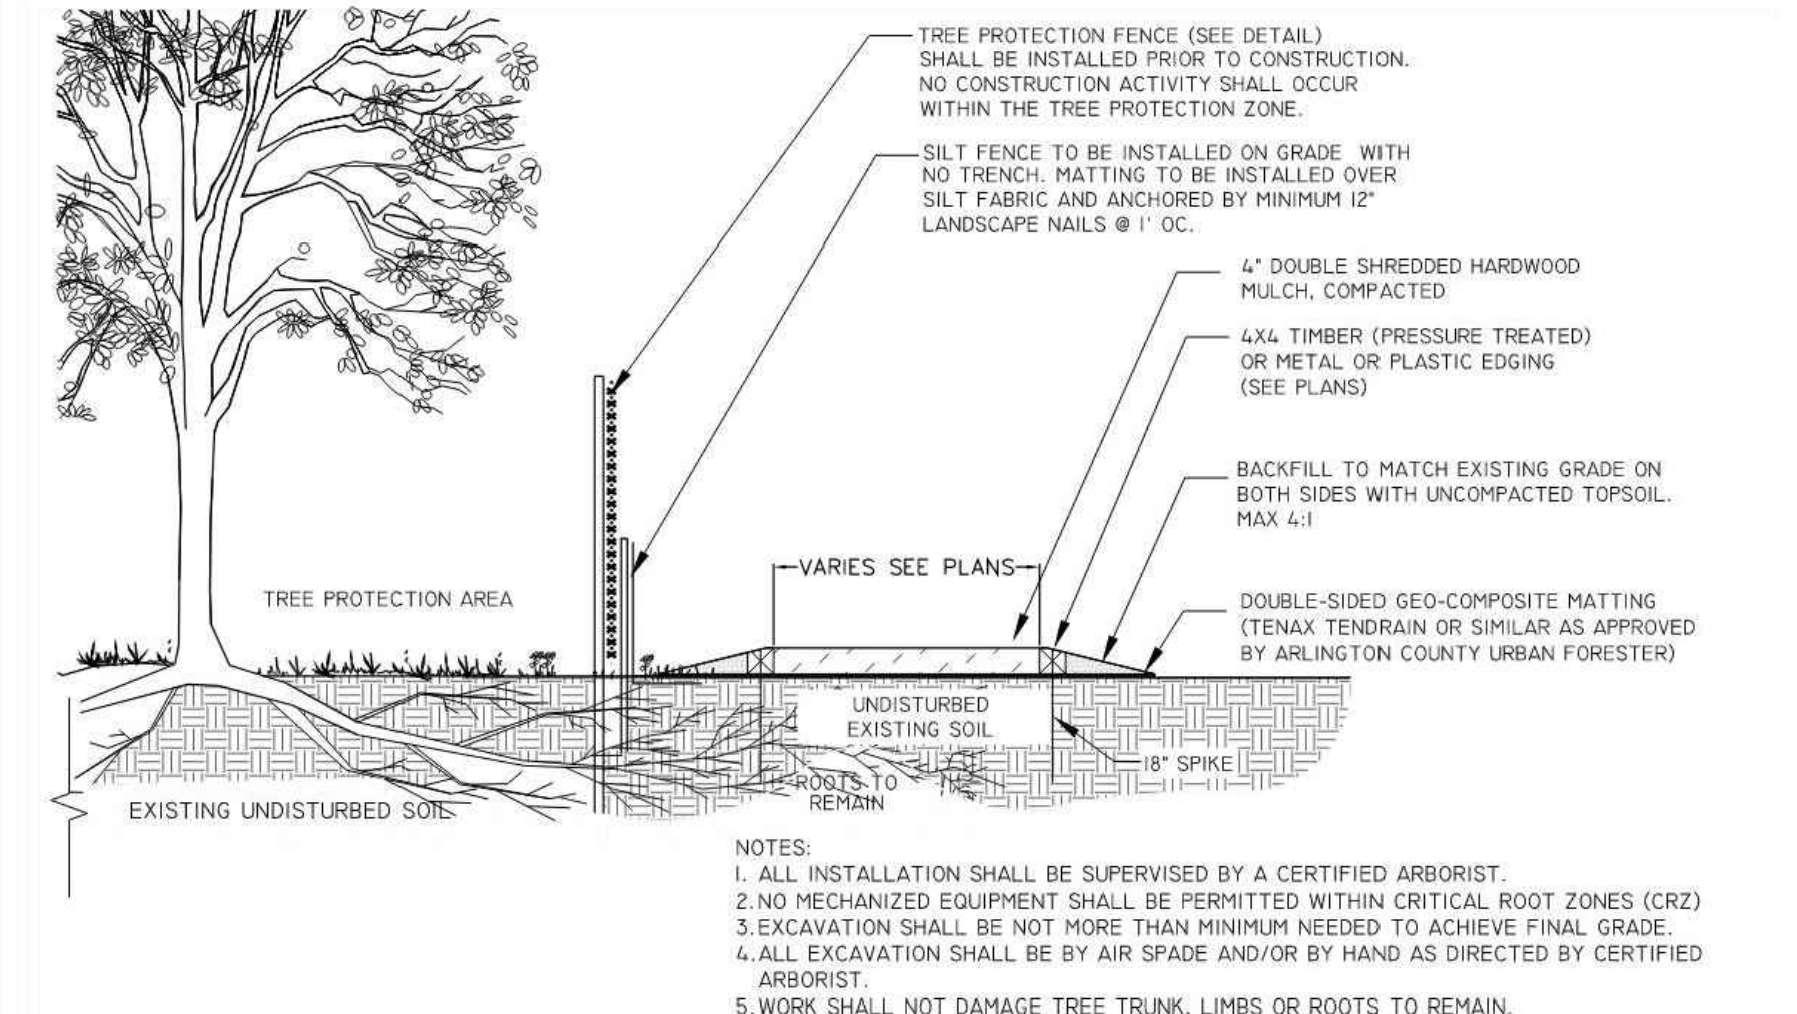 TREE PROTECTION FENCE (SEE DETAIL)
SHALL BE INSTALLED PRIOR TO CONSTRUCTION.
NO CONSTRUCTION ACTIVITY SHALL OCCUR
WITHIN THE TREE PROTECTION ZONE.
SILT FENCE TO BE INSTALLED ON GRADE WITH
NO TRENCH. MATTING TO BE INSTALLED OVER
SILT FABRIC AND ANCHORED BY MINIMUM 12"
LANDSCAPE NAILS @ 1' OC.
4" DOUBLE SHREDDED HARDWOOD
MULCH, COMPACTED
4X4 TIMBER (PRESSURE TREATED)
OR METAL OR PLASTIC EDGING
(SEE PLANS)
BACKFILL TO MATCH EXISTING GRADE ON
BOTH SIDES WITH UNCOMPACTED TOPSOIL.
MAX 4:1
VARIES SEE PLANS
TREE PROTECTION AREA
DOUBLE-SIDED GEO-COMPOSITE MATTING
(TENAX TENDRAIN OR SIMILAR AS APPROVED
BY ARLINGTON COUNTY URBAN FORESTER)
UNDISTURBED
EXISTING SOIL
18" SPIKE
ROOTS TO
REMAIN
EXISTING UNDISTURBED SOIL
NOTES:
1. ALL INSTALLATION SHALL BE SUPERVISED BY A CERTIFIED ARBORIST.
2. NO MECHANIZED EQUIPMENT SHALL BE PERMITTED WITHIN CRITICAL ROOT ZONES (CRZ)
3. EXCAVATION SHALL BE NOT MORE THAN MINIMUM NEEDED TO ACHIEVE FINAL GRADE.
4. ALL EXCAVATION SHALL BE BY AIR SPADE AND/OR BY HAND AS DIRECTED BY CERTIFIED
ARBORIST.
5. WORK SHALL NOT DAMAGE TREE TRUNK, LIMBS OR ROOTS TO REMAIN.